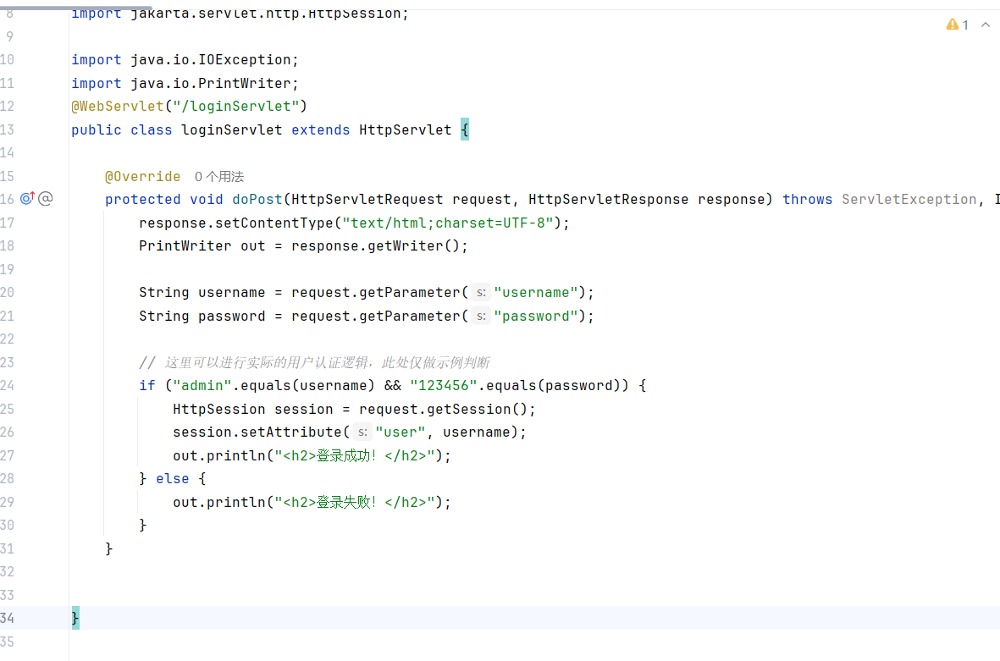 8 import jakarta.servlet.http.HttpSession;
1
9
10 import java.io.IOException;
11 import java.io.PrintWriter;
12 @WebServlet("/loginServlet")
13 public class loginServlet extends HttpServlet {
14
15 @Override 0 个用法
16 @ protected void doPost(HttpServletRequest request, HttpServletResponse response) throws ServletException, I
17 response.setContentType("text/html;charset=UTF-8");
18 PrintWriter out = response.getWriter();
19
20 String username = request.getParameter( s: "username");
21 String password = request.getParameter( s: "password");
22
23 // 这里可以进行实际的用户认证逻辑，此处仅做示例判断
24 if ("admin".equals(username) && "123456".equals(password)) {
25 HttpSession session = request.getSession();
26 session.setAttribute( s: "user", username);
27 out.println("<h2>登录成功！</h2>");
28 } else {
29 out.println("<h2>登录失败！</h2>");
30 }
31 }
32
33
34 }
35